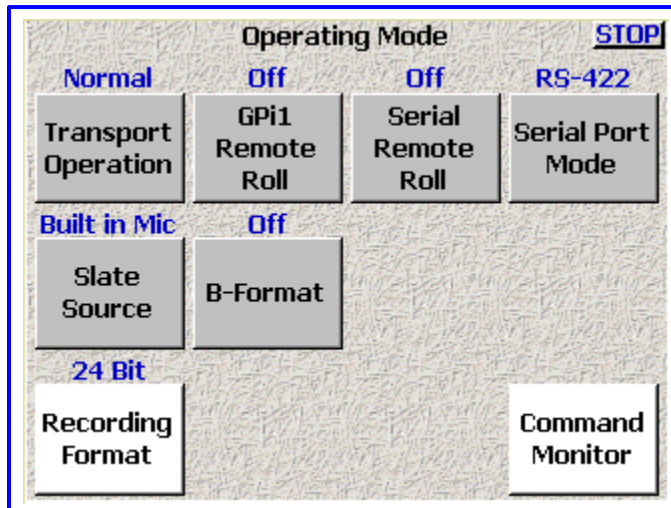 Operating Mode
STOP
Normal
Off
Off
RS-422
Transport
Operation
GPi1
Remote
Roll
Serial
Remote
Roll
Serial Port
Mode
Built in Mic
Off
Slate
Source
B-Format
24 Bit
Recording
Format
Command
Monitor